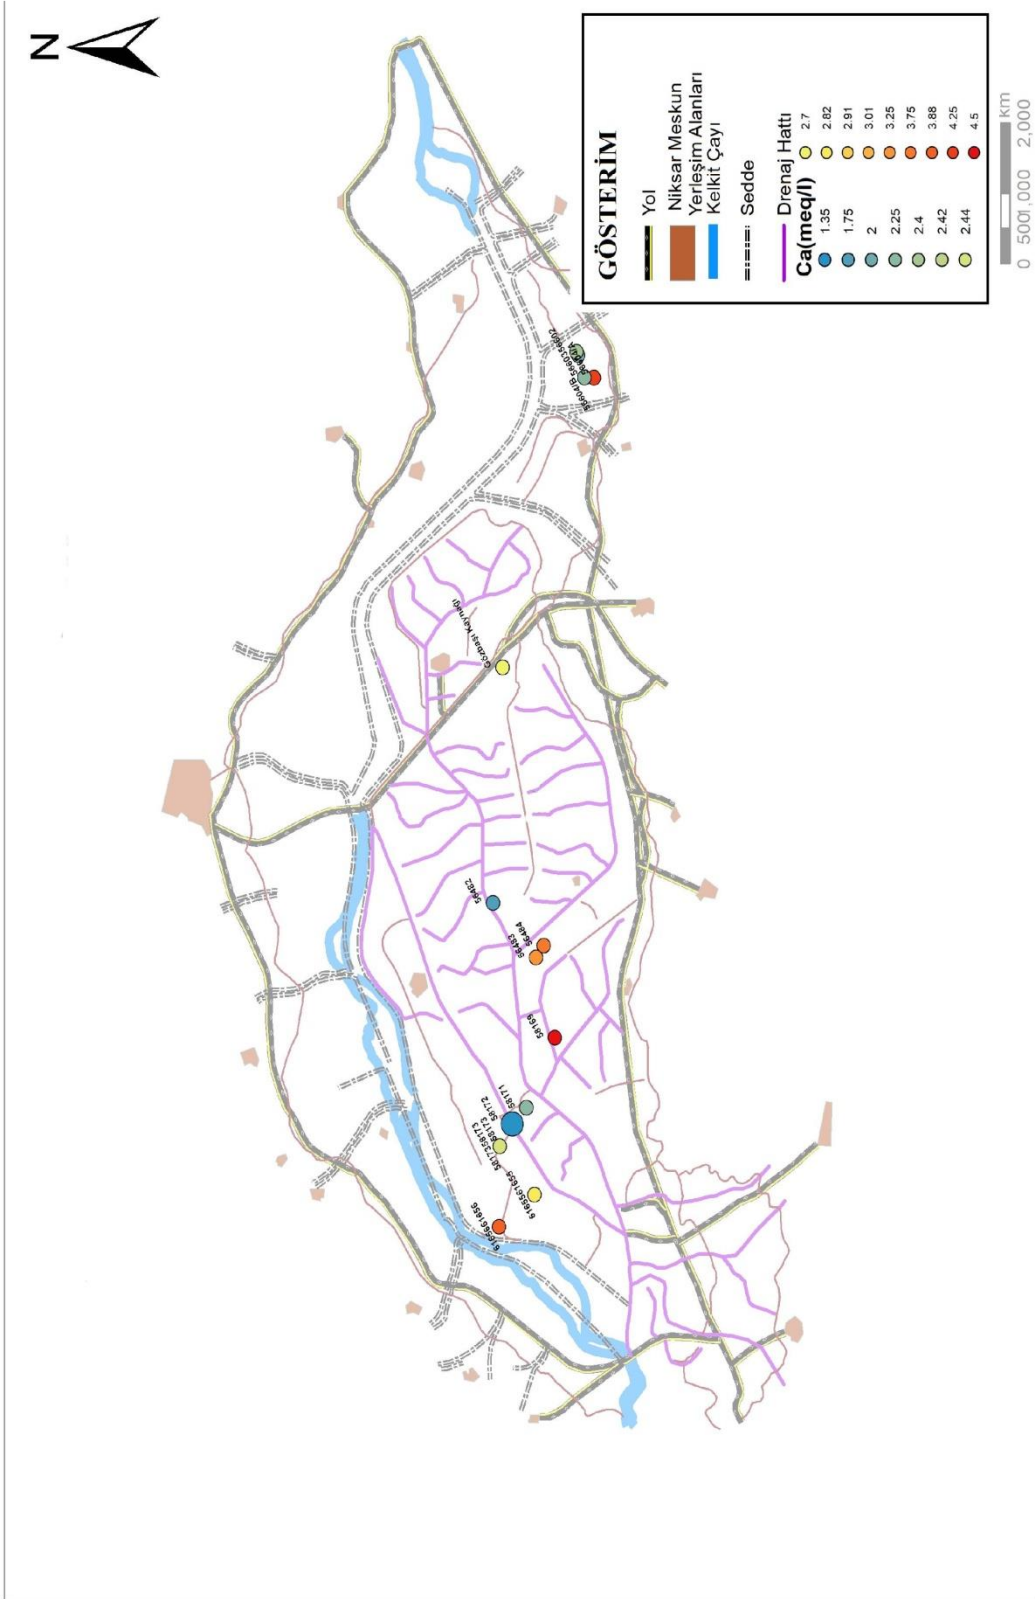 N
GÖSTERİM
Yol
Niksar Meskun
Yerleşim Alanları
Kelkit Çayı
Sedde
Drenaj Hattı
Ca(meq/l)
1.35
1.75
2
2.25
2.4
2.42
2.44
2.7
2.82
2.91
3.01
3.25
3.75
3.88
4.25
4.5
0 500 1,000 2,000
km
Gözbaşı Kaynağı
56482
56484
56483
58169
58171
58172
58173